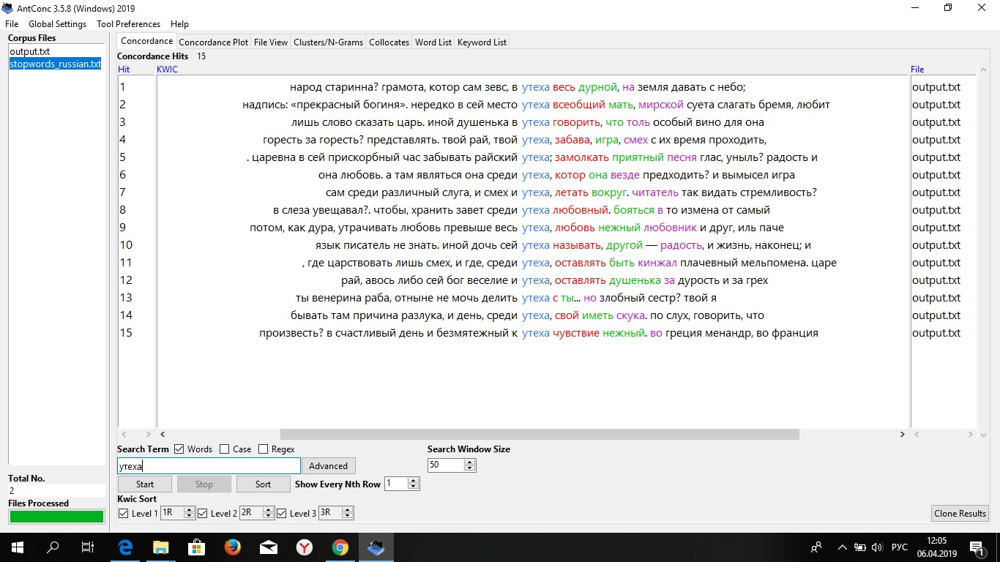 AntConc 3.5.8 (Windows) 2019
File Global Settings Tool Preferences Help
Corpus Files
output.txt
stopwords_russian.txt
Concordance Concordance Plot File View Clusters/N-Grams Collocates Word List Keyword List
Concordance Hits 15
Hit KWIC File
1 народ старинна? грамота, котор сам зевс, в утеха весь дурной, на земля давать с небо; output.txt
2 надпись: «прекрасный богиня». нередко в сей место утеха всеобщий мать, мирской суета слагать бремя, любит output.txt
3 лишь слово сказать царь. иной душенька в утеха говорить, что толь особый вино для она output.txt
4 горесть за горесть? представлять. твой рай, твой утеха, забава, игра, смех с их время проходить, output.txt
5 . царевна в сей прискорбный час забывать райский утеха; замолкать приятный песня глас, уныль? радость и output.txt
6 она любовь. а там являться она среди утеха, котор она везде предходить? и вымысел игра output.txt
7 сам среди различный слуга, и смех и утеха, летать вокруг. читатель так видать стремливость? output.txt
8 в слеза увещавал?. чтобы, хранить завет среди утеха любовный. бояться в то измена от самый output.txt
9 потом, как дура, утрачивать любовь превыше весь утеха, любовь нежный любовник и друг, иль паче output.txt
10 язык писатель не знать. иной дочь сей утеха называть, другой — радость, и жизнь, наконец; и output.txt
11 , где царствовать лишь смех, и где, среди утеха, оставлять быть кинжал плачевный мельпомена. царе output.txt
12 рай, авось либо сей бог веселие и утеха, оставлять душенька за дурость и за грех output.txt
13 ты венерина раба, отныне не мочь делить утеха с ты... но злобный сестр? твой я output.txt
14 бывать там причина разлука, и день, среди утеха, свой иметь скука. по слух, говорить, что output.txt
15 произвесть? в счастливый день и безмятежный к утеха чувствие нежный. во греция менандр, во франция output.txt
Search Term Words Case Regex Search Window Size
утеха Advanced 50
Start Stop Sort Show Every Nth Row 1
Kwic Sort
Level 1 1R Level 2 2R Level 3 3R Clone Results
Total No.
2
Files Processed
РУС 12:05
06.04.2019 1